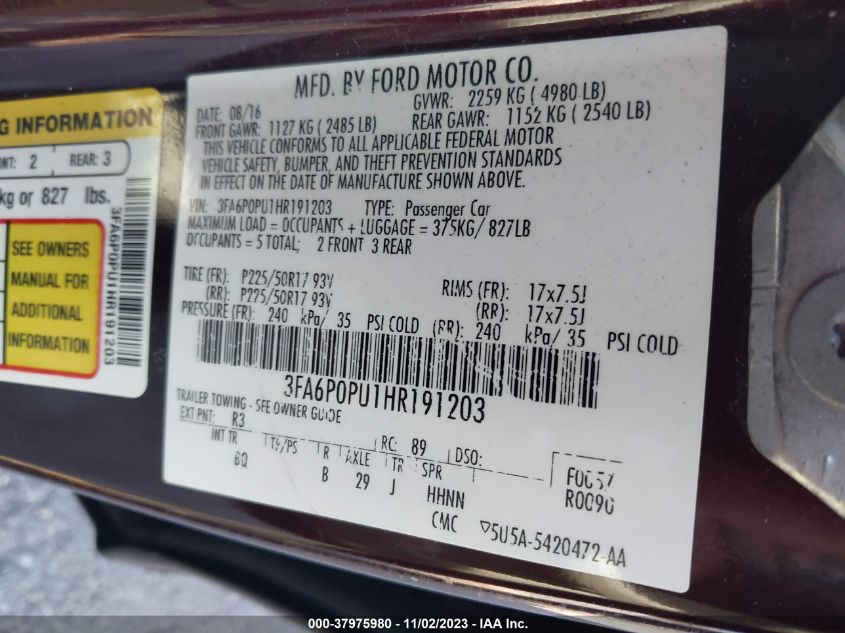 G INFORMATION
NT: 2 REAR: 3
kg or 827 lbs.
SEE OWNERS
MANUAL FOR
ADDITIONAL
INFORMATION
3FA6P0PU1HR191203
MFD. BY FORD MOTOR CO.
DATE: 08/16 GVWR: 2259 KG ( 4980 LB)
FRONT GAWR: 1127 KG ( 2485 LB) REAR GAWR: 1152 KG ( 2540 LB)
THIS VEHICLE CONFORMS TO ALL APPLICABLE FEDERAL MOTOR
VEHICLE SAFETY, BUMPER, AND THEFT PREVENTION STANDARDS
IN EFFECT ON THE DATE OF MANUFACTURE SHOWN ABOVE.
VIN: 3FA6P0PU1HR191203 TYPE: Passenger Car
MAXIMUM LOAD = OCCUPANTS + LUGGAGE = 375KG/ 827LB
OCCUPANTS = 5 TOTAL; 2 FRONT 3 REAR
TIRE (FR): P225/50R17 93V RIMS (FR): 17x7.5J
(RR): P225/50R17 93V (RR): 17x7.5J
PRESSURE (FR): 240 kPa/ 35 PSI COLD (RR): 240 kPa/ 35 PSI COLD
3FA6P0PU1HR191203
TRAILER TOWING - SEE OWNER GUIDE
EXT PNT: R3 RC: 89 DSO:
INT TR TP/PS R AXLE TR SPR
BQ B 29 J HHNN
R0090
CMC 5U5A-5420472-AA
000-37975980 - 11/02/2023 - IAA Inc.